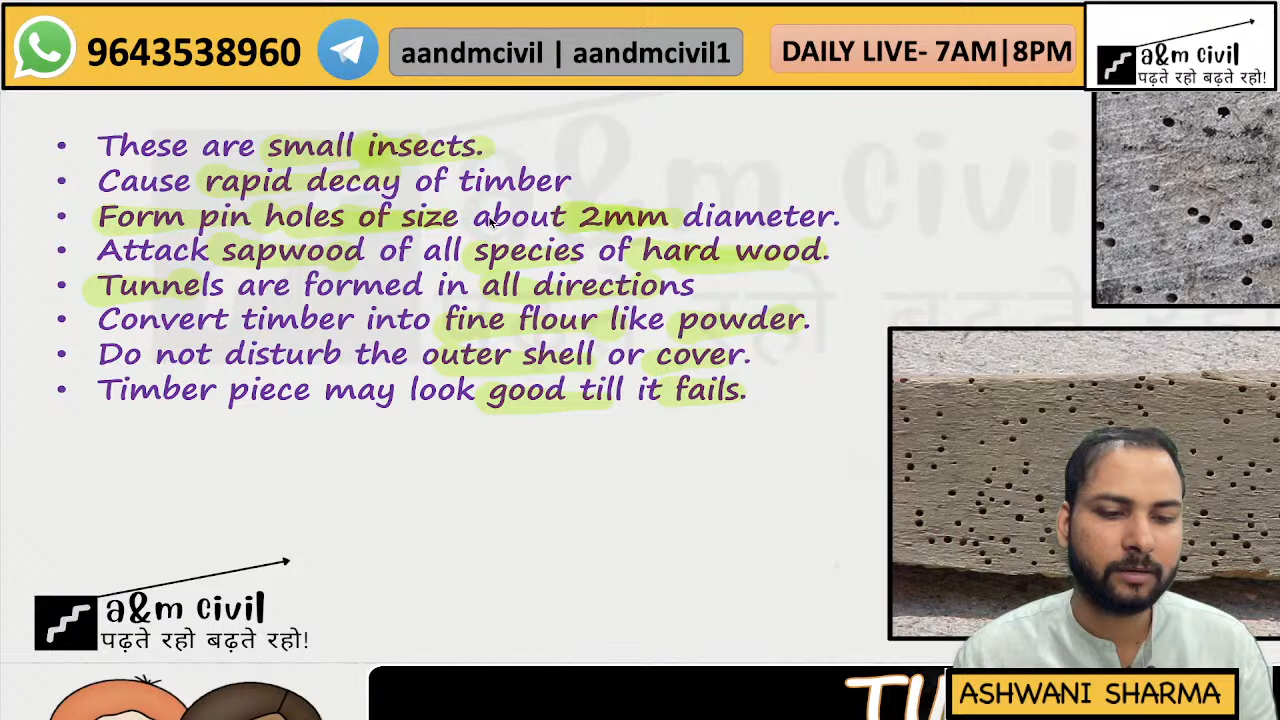 9643538960
aandmcivil | aandmcivil1
DAILY LIVE- 7AM|8PM
a&m civil
पढ़ते रहो बढ़ते रहो!
• These are small insects.
• Cause rapid decay of timber
• Form pin holes of size about 2mm diameter.
• Attack sapwood of all species of hard wood.
• Tunnels are formed in all directions
• Convert timber into fine flour like powder.
• Do not disturb the outer shell or cover.
• Timber piece may look good till it fails.
a&m civil
पढ़ते रहो बढ़ते रहो!
ASHWANI SHARMA